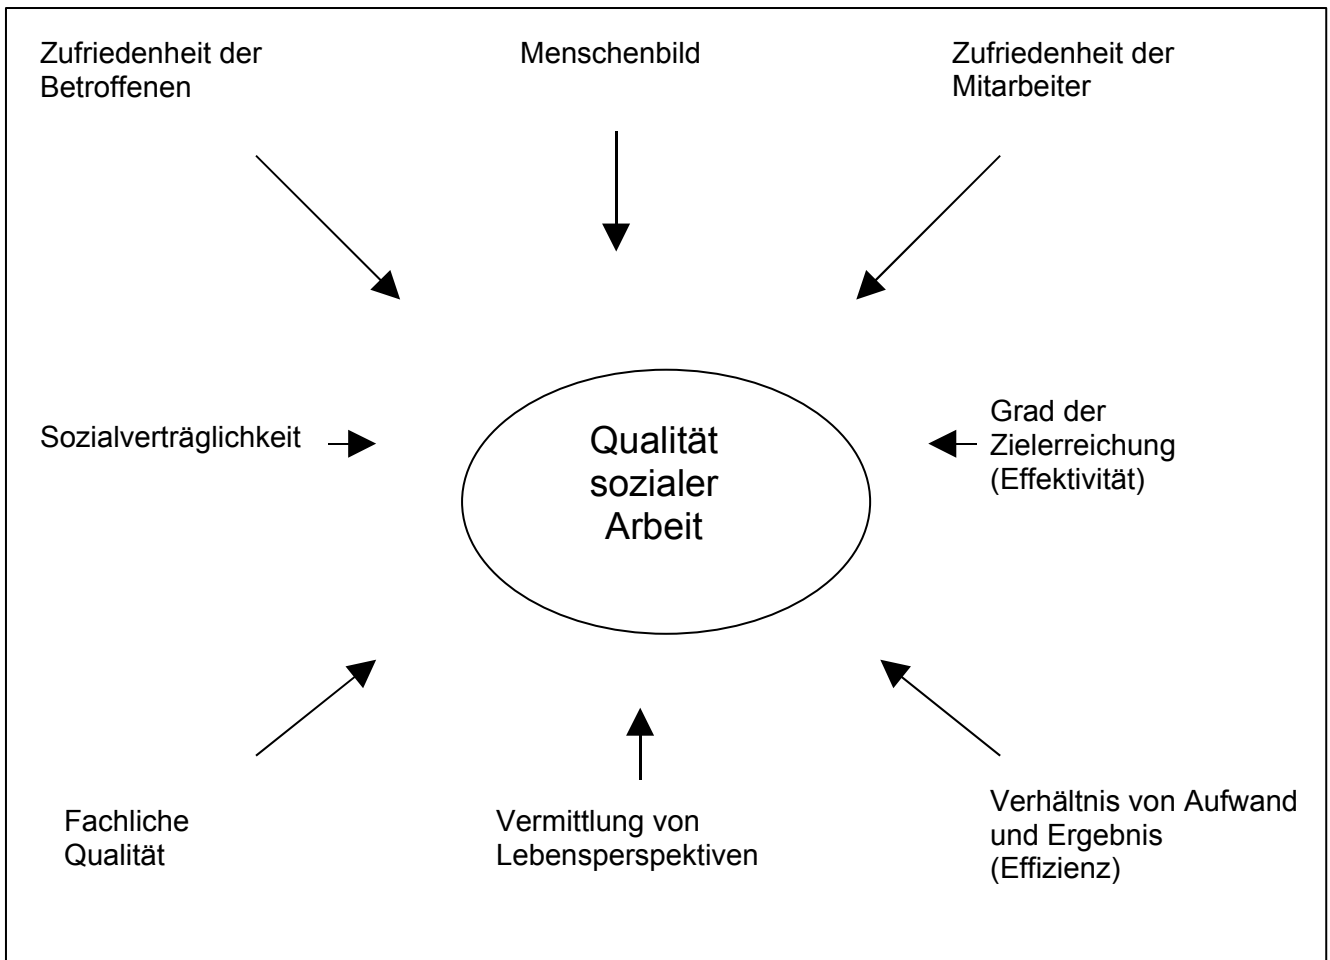 Zufriedenheit der
Betroffenen
Menschenbild
Zufriedenheit der
Mitarbeiter
Sozialverträglichkeit
Qualität
sozialer
Arbeit
Grad der
Zielerreichung
(Effektivität)
Fachliche
Qualität
Vermittlung von
Lebensperspektiven
Verhältnis von Aufwand
und Ergebnis
(Effizienz)